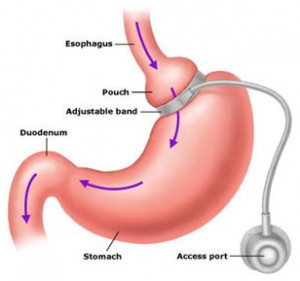 Esophagus
Pouch
Adjustable band
Duodenum
Stomach
Access port